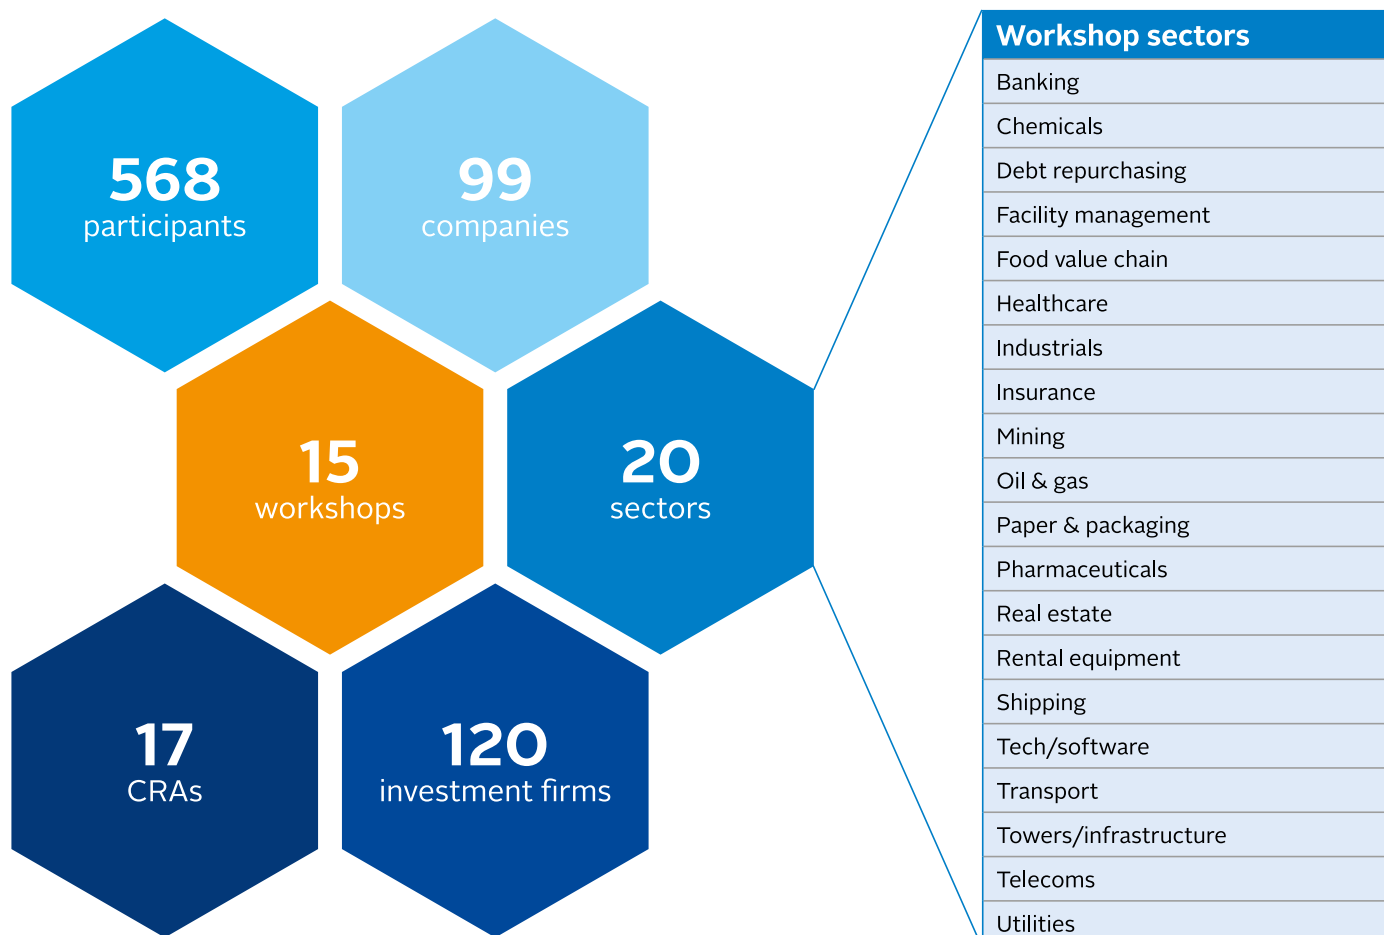 568
participants
99
companies
15
workshops
20
sectors
17
CRAs
120
investment firms
Workshop sectors
Banking
Chemicals
Debt repurchasing
Facility management
Food value chain
Healthcare
Industrials
Insurance
Mining
Oil & gas
Paper & packaging
Pharmaceuticals
Real estate
Rental equipment
Shipping
Tech/software
Transport
Towers/infrastructure
Telecoms
Utilities